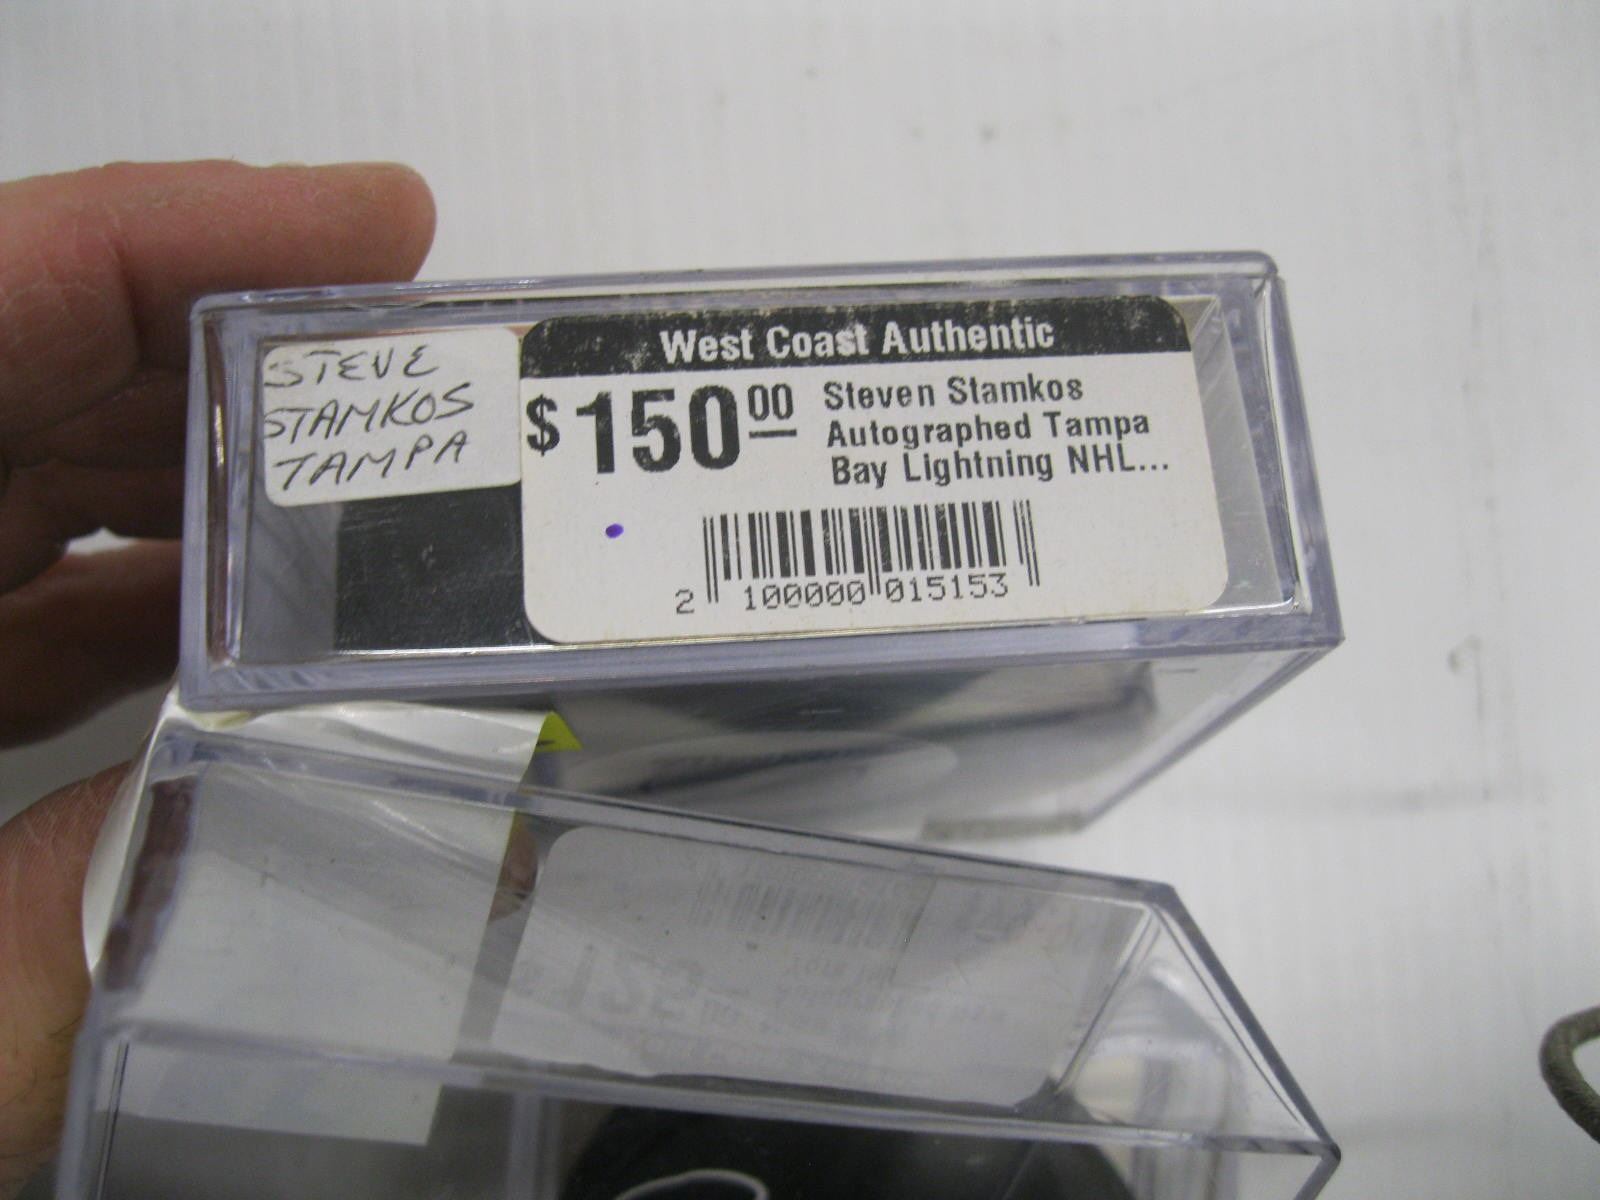 STEVE
STAMKOS
TAMPA
West Coast Authentic
$150.00
Steven Stamkos
Autographed Tampa
Bay Lightning NHL...
2 100000 015153